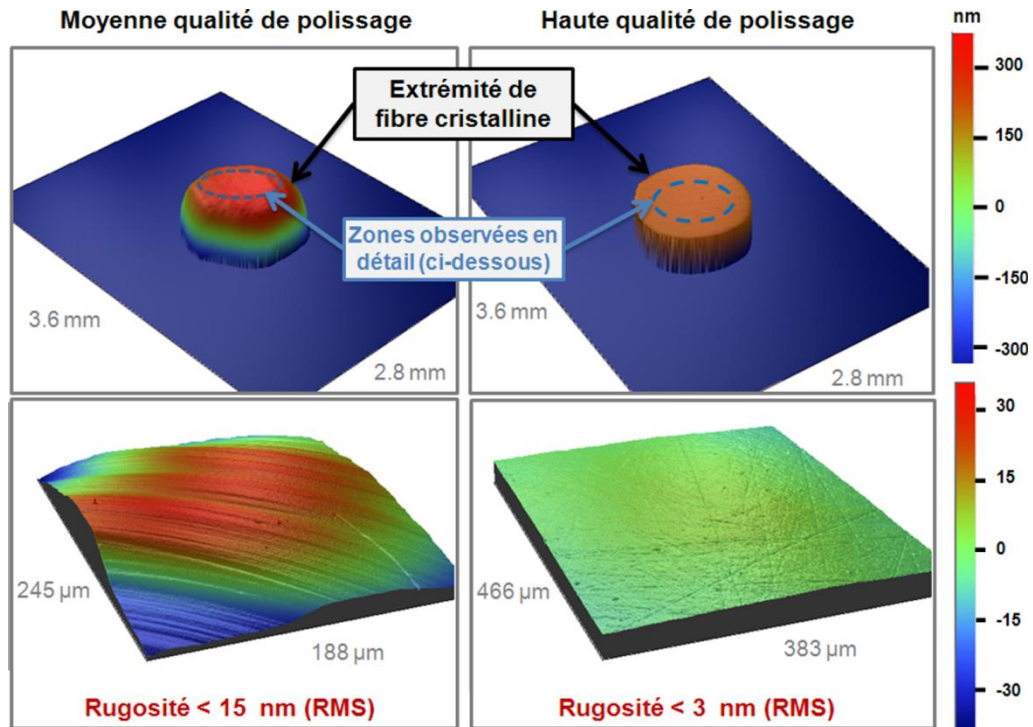 Moyenne qualité de polissage
Haute qualité de polissage
nm
Extrémité de
fibre cristalline
Zones observées en
détail (ci-dessous)
3.6 mm
2.8 mm
3.6 mm
2.8 mm
300
150
0
-150
-300
245 µm
188 µm
Rugosité < 15 nm (RMS)
466 µm
383 µm
Rugosité < 3 nm (RMS)
30
15
0
-15
-30